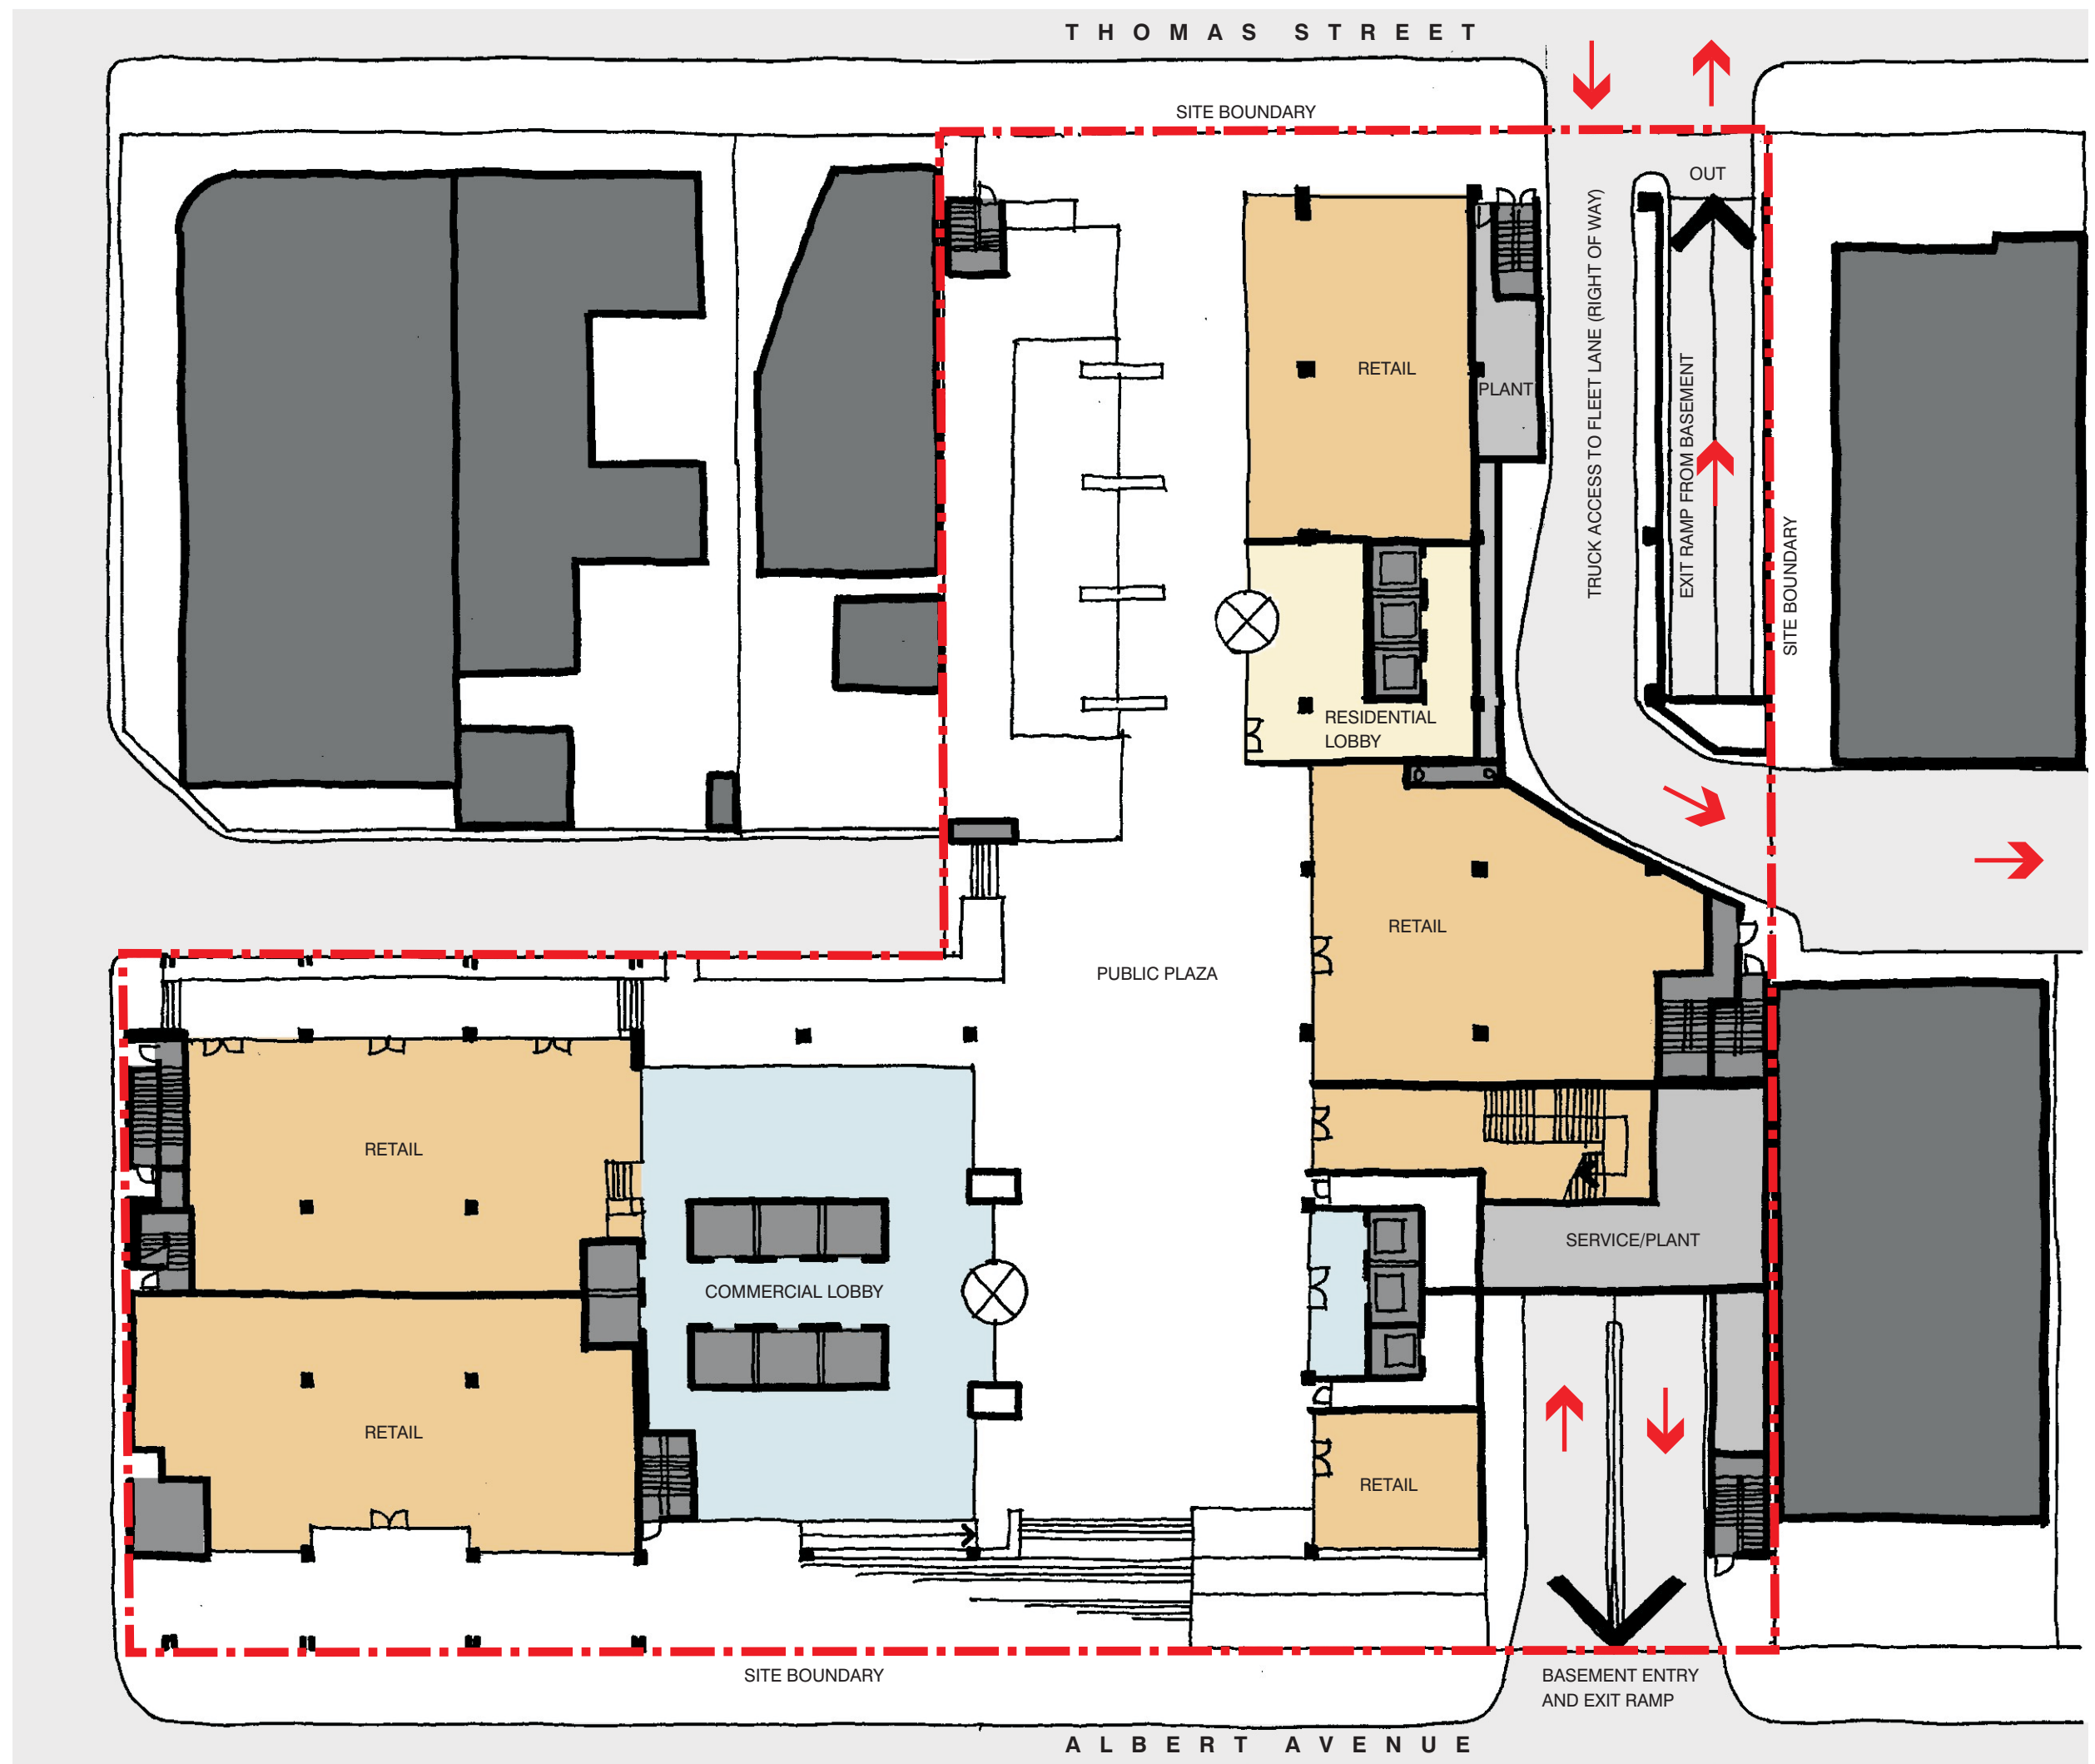 THOMAS STREET
SITE BOUNDARY
OUT
RETAIL
PLANT
TRUCK ACCESS TO FLEET LANE (RIGHT OF WAY)
EXIT RAMP FROM BASEMENT
SITE BOUNDARY
RESIDENTIAL
LOBBY
RETAIL
PUBLIC PLAZA
RETAIL
SERVICE/PLANT
COMMERCIAL LOBBY
RETAIL
RETAIL
SITE BOUNDARY
BASEMENT ENTRY
AND EXIT RAMP
ALBERT AVENUE